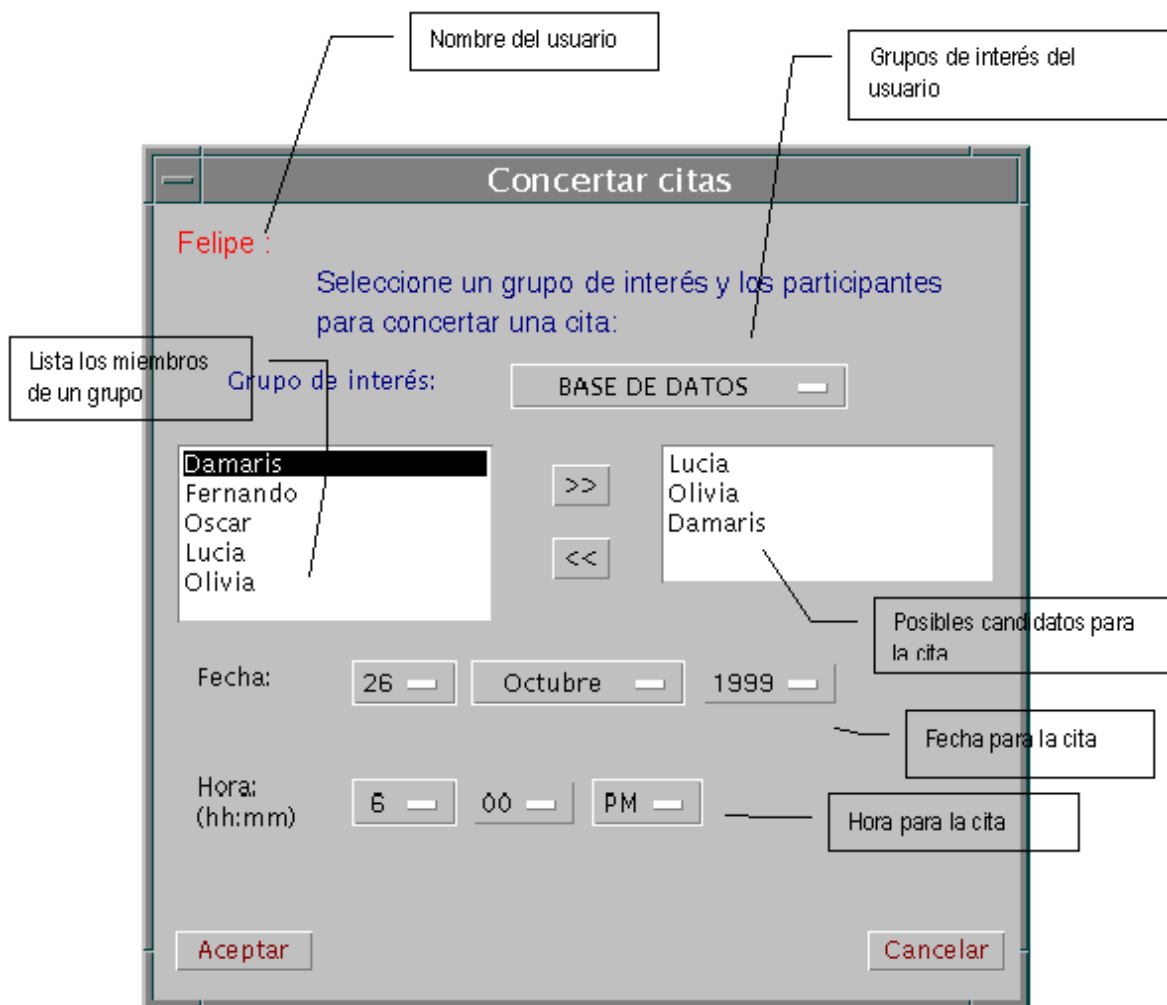 Nombre del usuario
Grupos de interés del
usuario
Concertar citas
Felipe :
Seleccione un grupo de interés y los participantes
para concertar una cita:
Lista los miembros
de un grupo
Grupo de interés:
BASE DE DATOS
Damaris
Fernando
Oscar
Lucia
Olivia
>>
<<
Lucia
Olivia
Damaris
Posibles candidatos para
la cita
Fecha:
26
Octubre
1999
Fecha para la cita
Hora:
(hh:mm)
6
00
PM
Hora para la cita
Aceptar
Cancelar